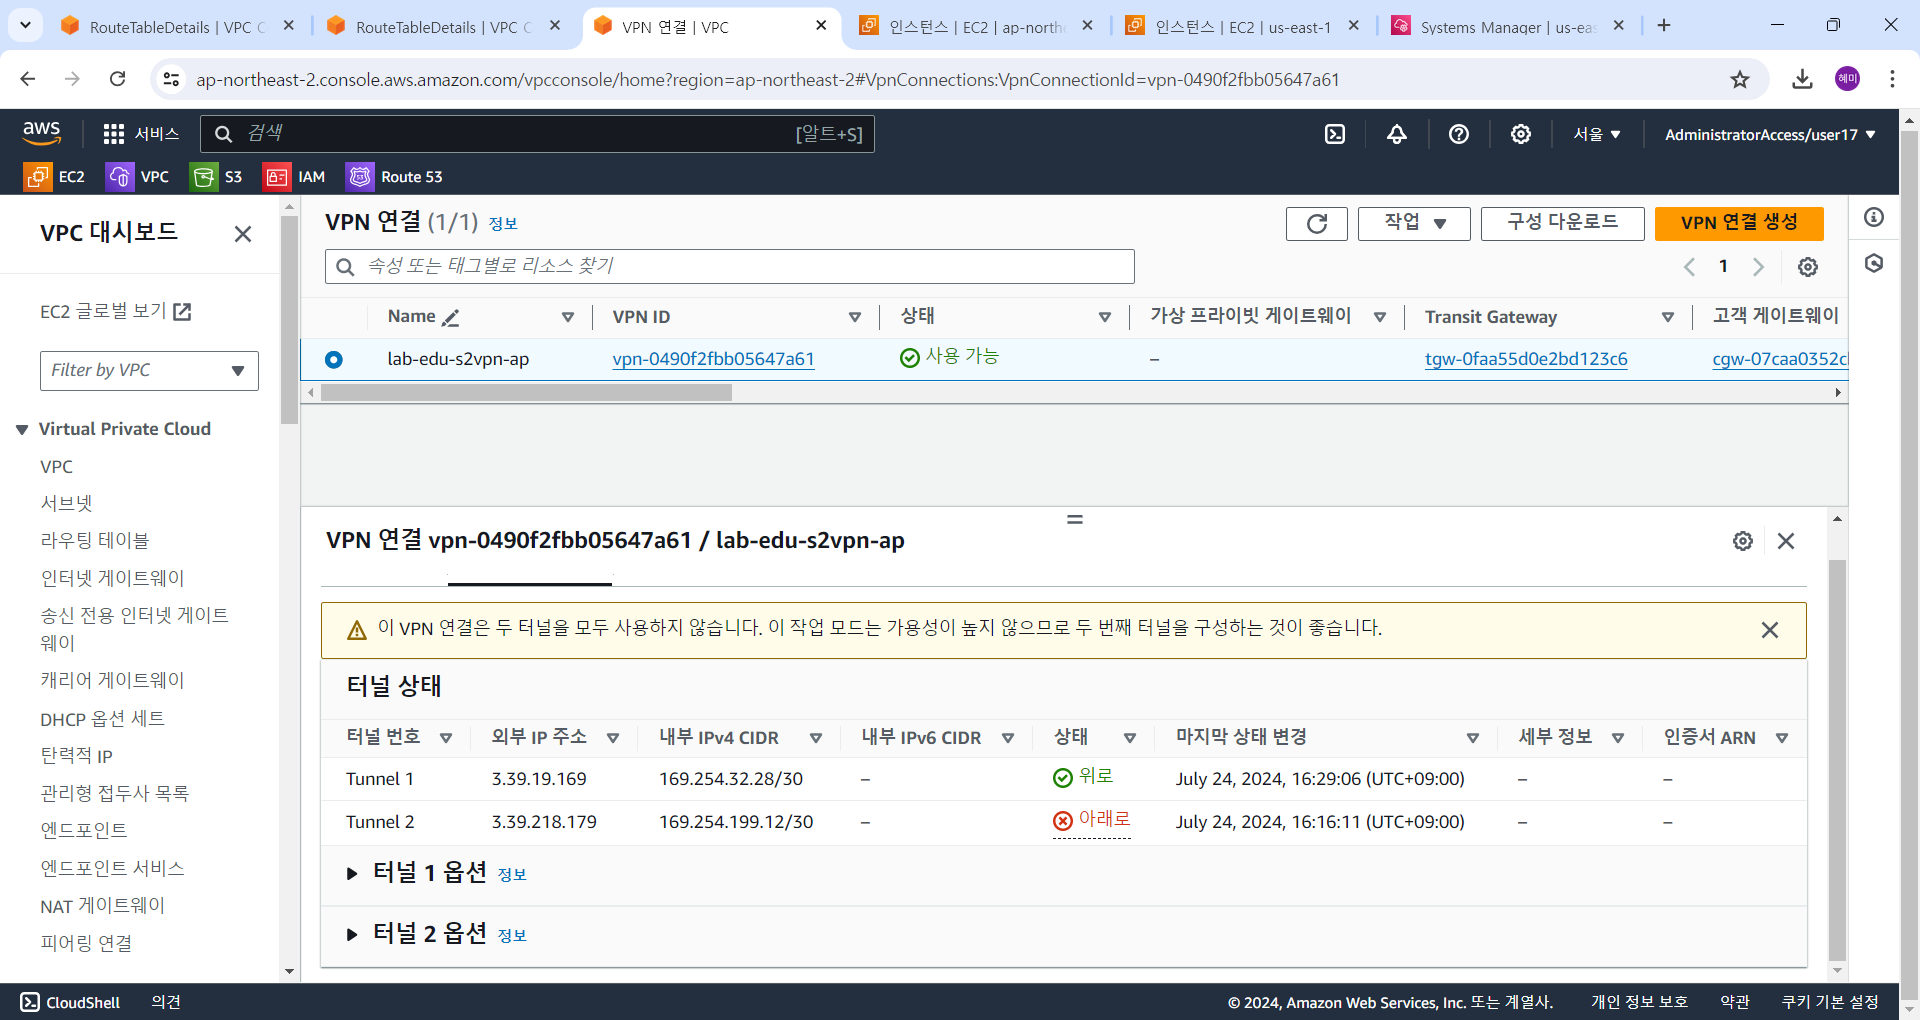 RouteTableDetails | VPC C
RouteTableDetails | VPC C
VPN 연결 | VPC
인스턴스 | EC2 | ap-north
인스턴스 | EC2 | us-east-1
Systems Manager | us-eas
ap-northeast-2.console.aws.amazon.com/vpcconsole/home?region=ap-northeast-2#VpnConnections:VpnConnectionId=vpn-0490f2fbb05647a61
혜미
aws
서비스
검색
[알트+S]
서울
AdministratorAccess/user17
EC2
VPC
S3
IAM
Route 53
VPC 대시보드
EC2 글로벌 보기
Filter by VPC
Virtual Private Cloud
VPC
서브넷
라우팅 테이블
인터넷 게이트웨이
송신 전용 인터넷 게이트
웨이
캐리어 게이트웨이
DHCP 옵션 세트
탄력적 IP
관리형 접두사 목록
엔드포인트
엔드포인트 서비스
NAT 게이트웨이
피어링 연결
VPN 연결 (1/1) 정보
작업
구성 다운로드
VPN 연결 생성
속성 또는 태그별로 리소스 찾기
1
Name VPN ID 상태 가상 프라이빗 게이트웨이 Transit Gateway 고객 게이트웨이
lab-edu-s2vpn-ap vpn-0490f2fbb05647a61 사용 가능 – tgw-0faa55d0e2bd123c6 cgw-07caa0352c
VPN 연결 vpn-0490f2fbb05647a61 / lab-edu-s2vpn-ap
이 VPN 연결은 두 터널을 모두 사용하지 않습니다. 이 작업 모드는 가용성이 높지 않으므로 두 번째 터널을 구성하는 것이 좋습니다.
터널 상태
터널 번호 외부 IP 주소 내부 IPv4 CIDR 내부 IPv6 CIDR 상태 마지막 상태 변경 세부 정보 인증서 ARN
Tunnel 1 3.39.19.169 169.254.32.28/30 – 위로 July 24, 2024, 16:29:06 (UTC+09:00) – –
Tunnel 2 3.39.218.179 169.254.199.12/30 – 아래로 July 24, 2024, 16:16:11 (UTC+09:00) – –
터널 1 옵션 정보
터널 2 옵션 정보
CloudShell
의견
© 2024, Amazon Web Services, Inc. 또는 계열사.
개인 정보 보호
약관
쿠키 기본 설정